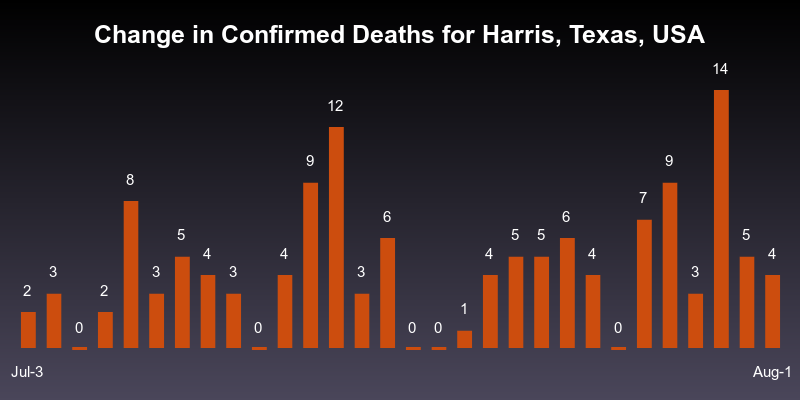 Change in Confirmed Deaths for Harris, Texas, USA
2 3 0 2 8 3 5 4 3 0 4 9 12 3 6 0 0 1 4 5 5 6 4 0 7 9 3 14 5 4
Jul-3 Aug-1